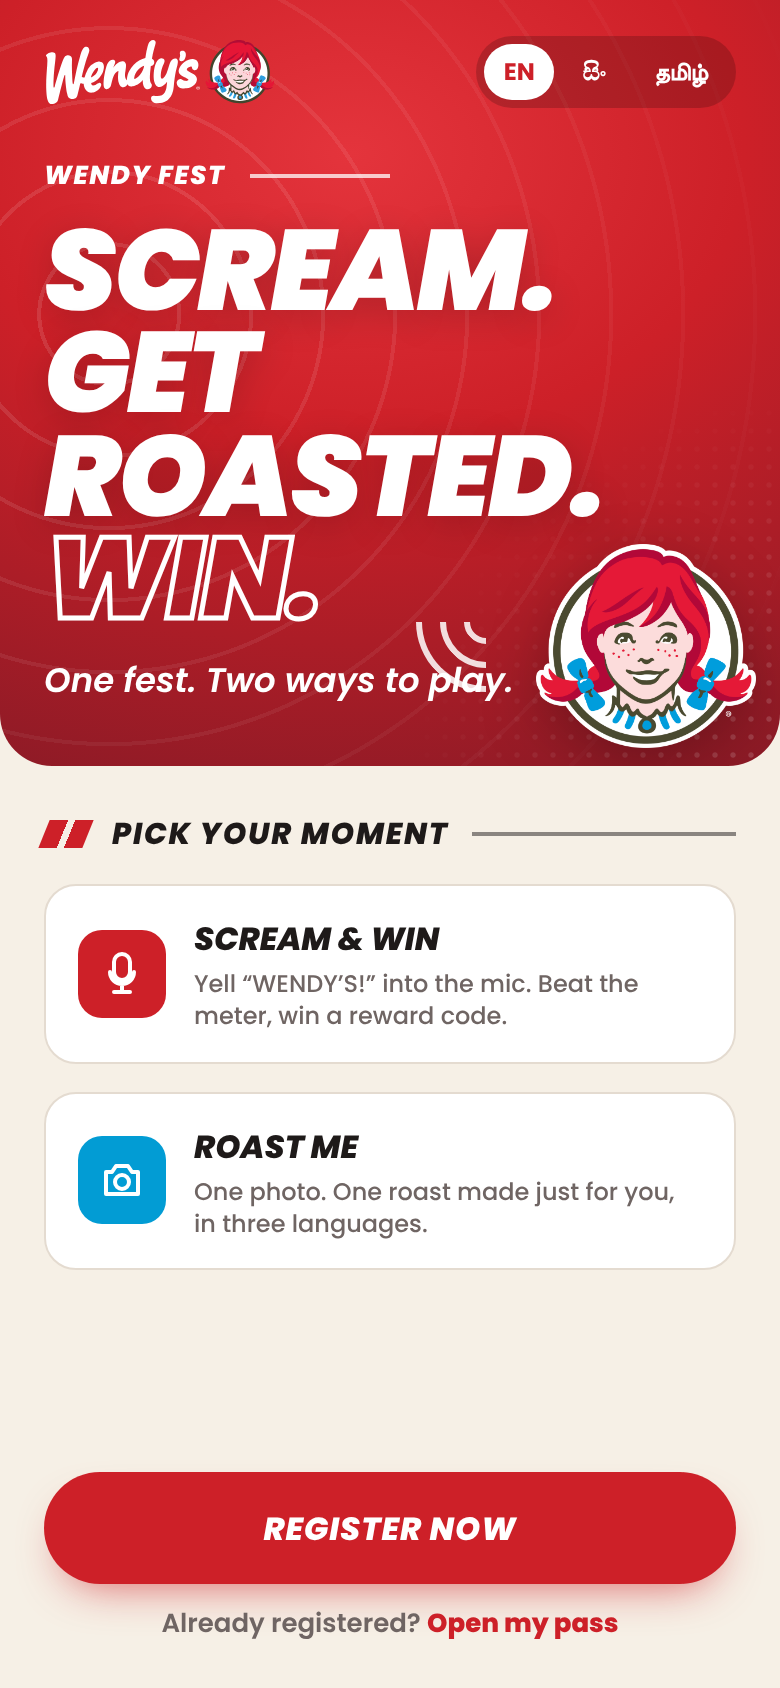 Wendy's
EN සිං தமிழ்
WENDY FEST
SCREAM.
GET
ROASTED.
WIN.
One fest. Two ways to play.
PICK YOUR MOMENT
SCREAM & WIN
Yell “WENDY’S!” into the mic. Beat the
meter, win a reward code.
ROAST ME
One photo. One roast made just for you,
in three languages.
REGISTER NOW
Already registered? Open my pass